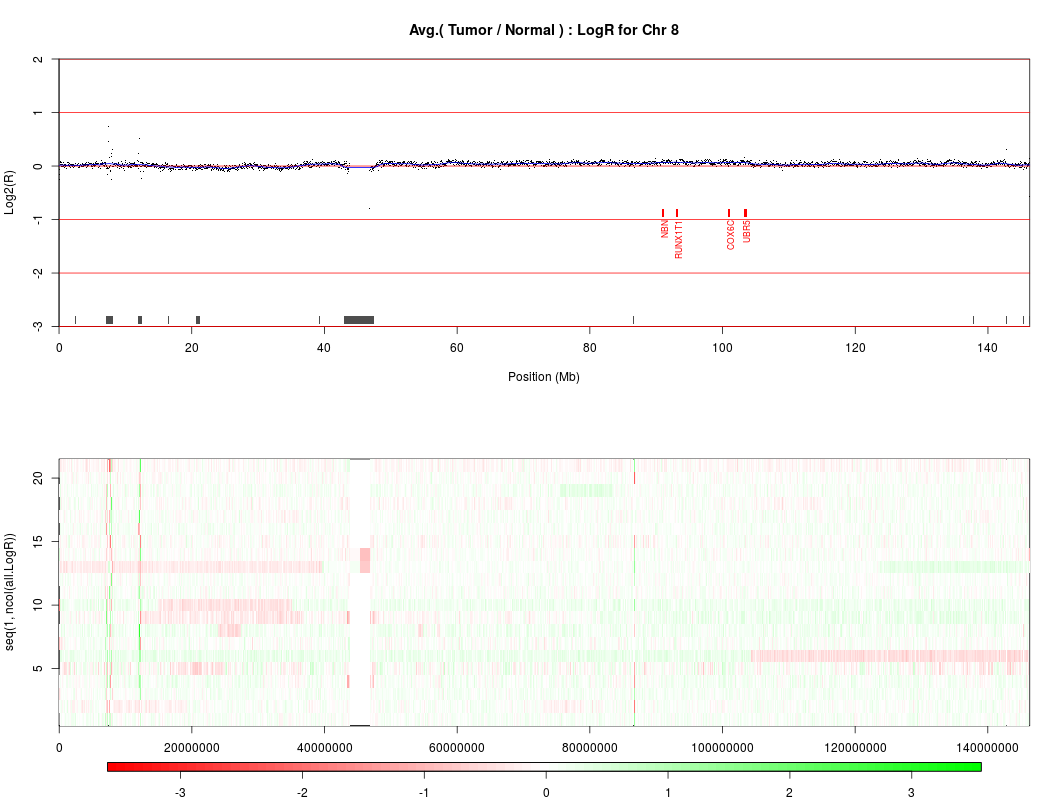 Avg.( Tumor / Normal ) : LogR for Chr 8
2
1
0
-1
-2
-3
Log2(R)
NBN
RUNX1T1
COX6C
UBR5
0 20 40 60 80 100 120 140
Position (Mb)
20
15
10
5
seq(1, ncol(all.LogR))
0 20000000 40000000 60000000 80000000 100000000 120000000 140000000
-3 -2 -1 0 1 2 3